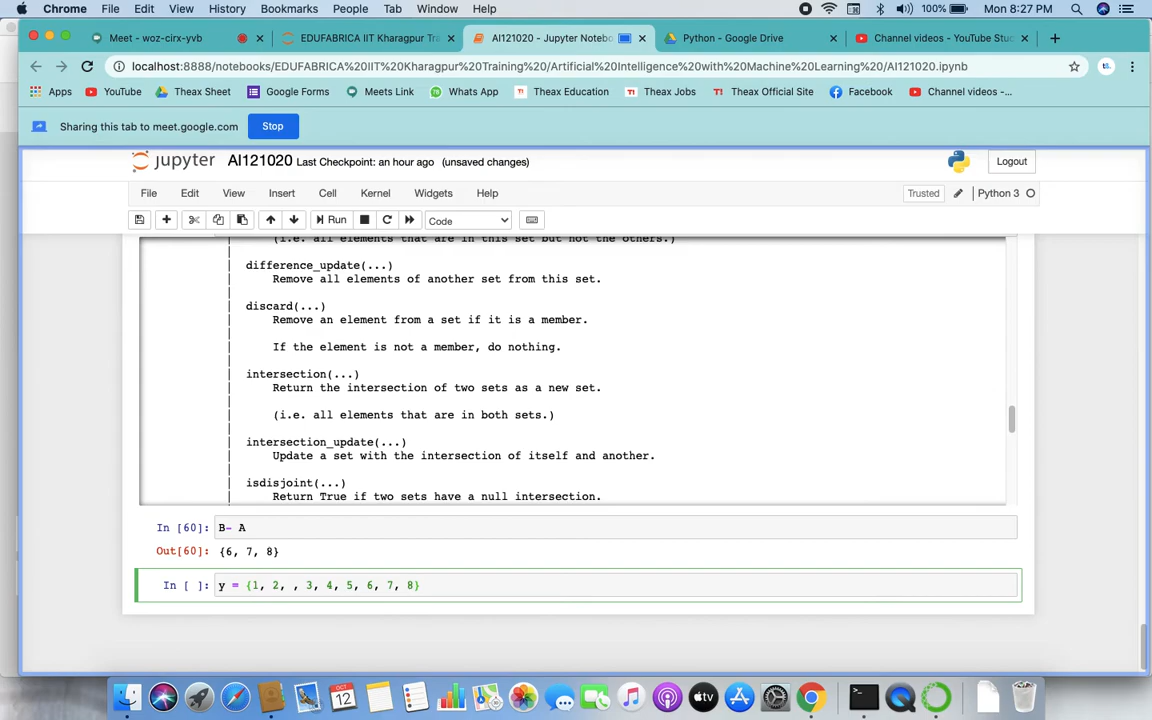 Chrome File Edit View History Bookmarks People Tab Window Help 100% Mon 8:27 PM
Meet - woz-cirx-yvb EDUFABRICA IIT Kharagpur Tra AI121020 - Jupyter Notebo Python - Google Drive Channel videos - YouTube Stud
localhost:8888/notebooks/EDUFABRICA%20IIT%20Kharagpur%20Training%20/Artificial%20Intelligence%20with%20Machine%20Learning%20/AI121020.ipynb
Apps YouTube Theax Sheet Google Forms Meets Link Whats App Theax Education Theax Jobs Theax Official Site Facebook Channel videos -...
Sharing this tab to meet.google.com Stop
jupyter AI121020 Last Checkpoint: an hour ago (unsaved changes) Logout
File Edit View Insert Cell Kernel Widgets Help Trusted Python 3
Run Code
(i.e. all elements that are in this set but not the others.)
difference_update(...)
Remove all elements of another set from this set.
discard(...)
Remove an element from a set if it is a member.
If the element is not a member, do nothing.
intersection(...)
Return the intersection of two sets as a new set.
(i.e. all elements that are in both sets.)
intersection_update(...)
Update a set with the intersection of itself and another.
isdisjoint(...)
Return True if two sets have a null intersection.
In [60]: B- A
Out[60]: {6, 7, 8}
In [ ]: y = {1, 2, , 3, 4, 5, 6, 7, 8}
OCT
12
tv